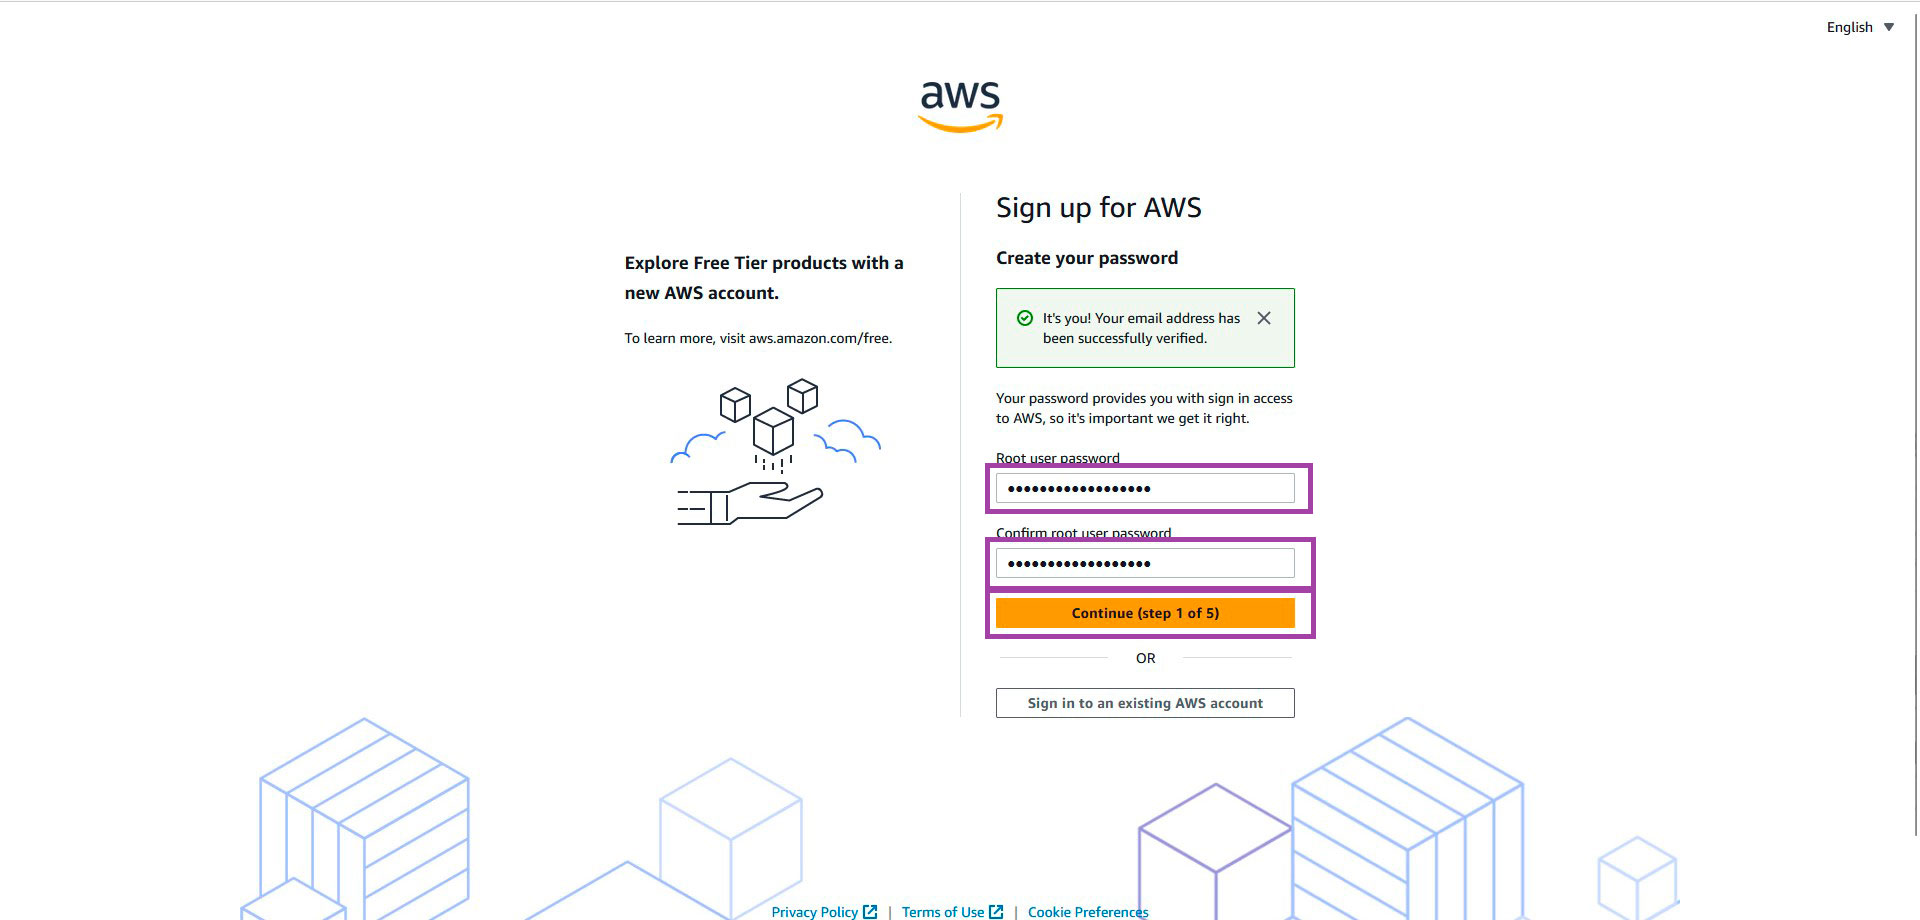 English
aws
Explore Free Tier products with a
new AWS account.
To learn more, visit aws.amazon.com/free.
Sign up for AWS
Create your password
It's you! Your email address has
been successfully verified.
Your password provides you with sign in access
to AWS, so it's important we get it right.
Root user password
••••••••••••••••••
Confirm root user password
••••••••••••••••••
Continue (step 1 of 5)
OR
Sign in to an existing AWS account
Privacy Policy | Terms of Use | Cookie Preferences